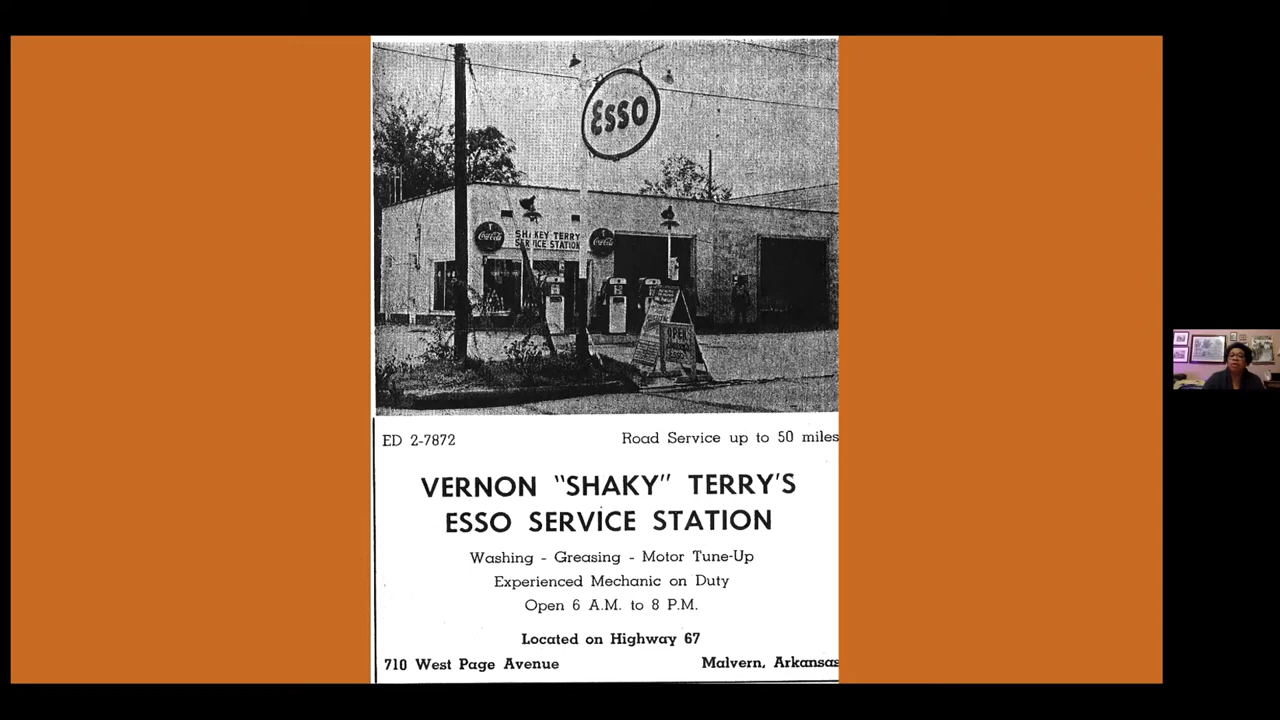 ESSO
Coca-Cola
SHAKEY TERRY
SERVICE STATION
Coca-Cola
OPEN
ED 2-7872
Road Service up to 50 miles
VERNON "SHAKY" TERRY'S
ESSO SERVICE STATION
Washing - Greasing - Motor Tune-Up
Experienced Mechanic on Duty
Open 6 A.M. to 8 P.M.
Located on Highway 67
710 West Page Avenue
Malvern, Arkansas